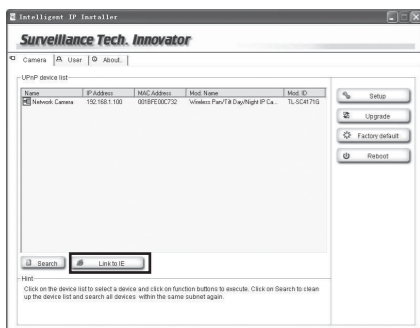 Intelligent IP Installer
Surveillance Tech. Innovator
Camera User About..
UPnP device list
Name IP Address MAC Address Mod. Name Mod. ID
Network Camera 192.168.1.100 001BFE00C732 Wireless Pan/Tilt Day/Night IP Ca... TL-SC4171G
Setup
Upgrade
Factory default
Reboot
Search Link to IE
Hint
Click on the device list to select a device and click on function buttons to execute. Click on Search to clean
up the device list and search all devices within the same subnet again.